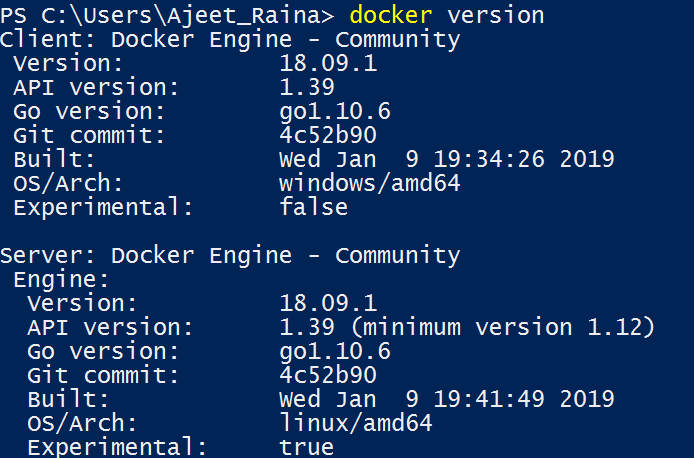 PS C:\Users\Ajeet_Raina> docker version
Client: Docker Engine - Community
 Version:           18.09.1
 API version:       1.39
 Go version:        go1.10.6
 Git commit:        4c52b90
 Built:             Wed Jan  9 19:34:26 2019
 OS/Arch:           windows/amd64
 Experimental:      false

Server: Docker Engine - Community
 Engine:
  Version:          18.09.1
  API version:      1.39 (minimum version 1.12)
  Go version:       go1.10.6
  Git commit:       4c52b90
  Built:            Wed Jan  9 19:41:49 2019
  OS/Arch:          linux/amd64
  Experimental:     true